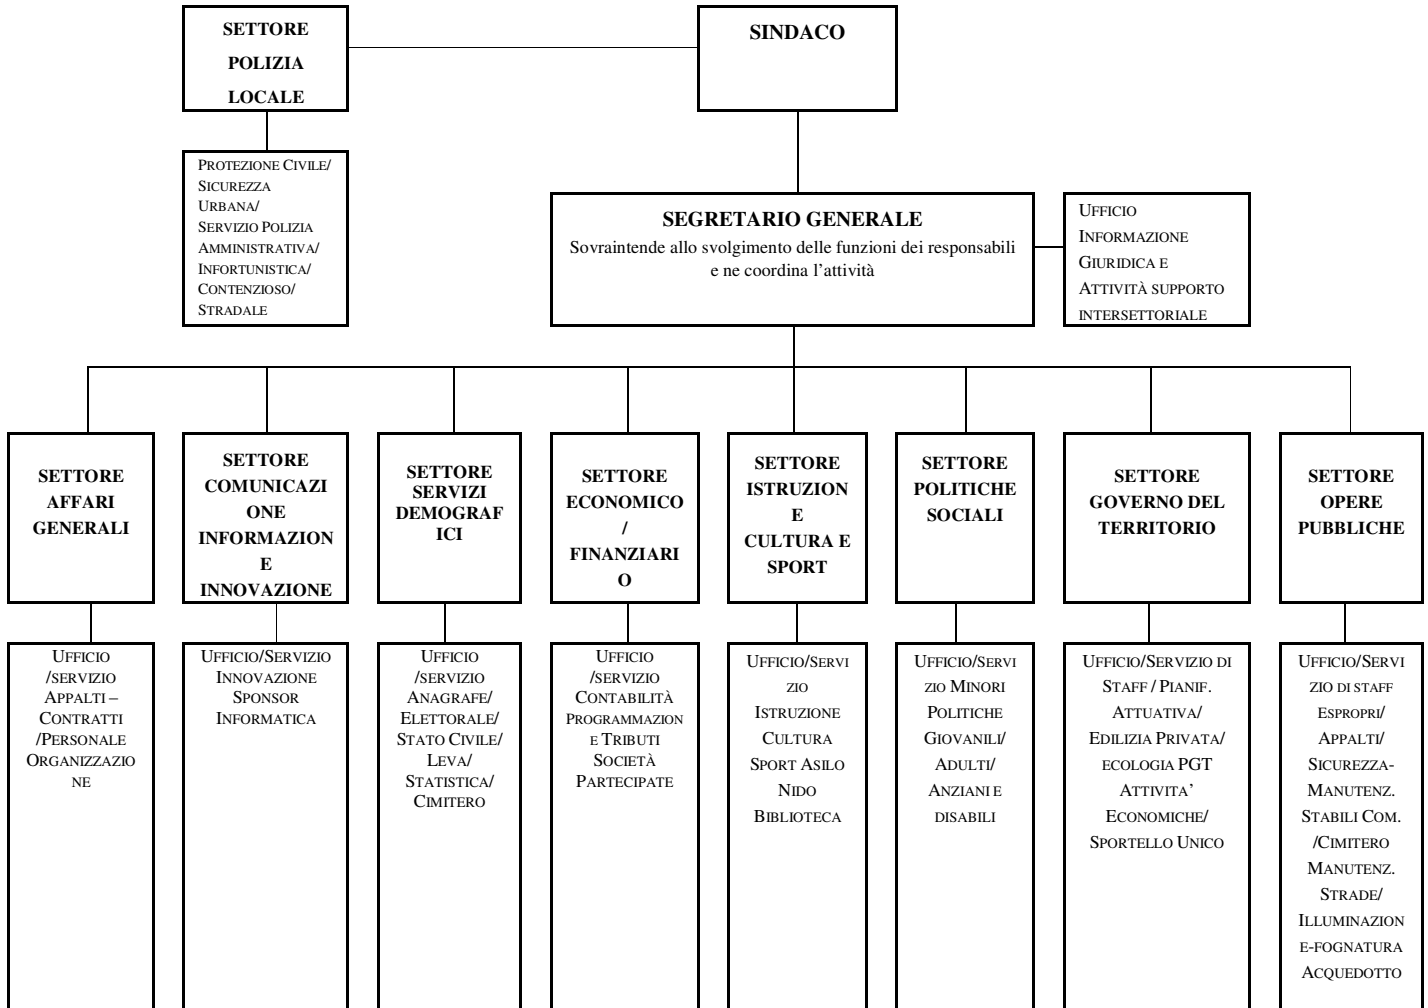 SETTORE
POLIZIA
LOCALE
SINDACO
PROTEZIONE CIVILE/
SICUREZZA
URBANA/
SERVIZIO POLIZIA
AMMINISTRATIVA/
INFORTUNISTICA/
CONTENZIOSO/
STRADALE
SEGRETARIO GENERALE
Sovraintende allo svolgimento delle funzioni dei responsabili
e ne coordina l'attività
UFFICIO
INFORMAZIONE
GIURIDICA E
ATTIVITÀ SUPPORTO
INTERSETTORIALE
SETTORE
AFFARI
GENERALI
SETTORE
COMUNICAZI
ONE
INFORMAZION
E
INNOVAZIONE
SETTORE
SERVIZI
DEMOGRAF
ICI
SETTORE
ECONOMICO
/
FINANZIARI
O
SETTORE
ISTRUZION
E
CULTURA E
SPORT
SETTORE
POLITICHE
SOCIALI
SETTORE
GOVERNO DEL
TERRITORIO
SETTORE
OPERE
PUBBLICHE
UFFICIO
/SERVIZIO
APPALTI –
CONTRATTI
/PERSONALE
ORGANIZZAZIO
NE
UFFICIO/SERVIZIO
INNOVAZIONE
SPONSOR
INFORMATICA
UFFICIO
/SERVIZIO
ANAGRAFE/
ELETTORALE/
STATO CIVILE/
LEVA/
STATISTICA/
CIMITERO
UFFICIO
/SERVIZIO
CONTABILITÀ
PROGRAMMAZION
E TRIBUTI
SOCIETÀ
PARTECIPATE
UFFICIO/SERVI
ZIO
ISTRUZIONE
CULTURA
SPORT ASILO
NIDO
BIBLIOTECA
UFFICIO/SERVI
ZIO MINORI
POLITICHE
GIOVANILI/
ADULTI/
ANZIANI E
DISABILI
UFFICIO/SERVIZIO DI
STAFF / PIANIF.
ATTUATIVA/
EDILIZIA PRIVATA/
ECOLOGIA PGT
ATTIVITA'
ECONOMICHE/
SPORTELLO UNICO
UFFICIO/SERVI
ZIO DI STAFF
ESPROPRI/
APPALTI/
SICUREZZA-
MANUTENZ.
STABILI COM.
/CIMITERO
MANUTENZ.
STRADE/
ILLUMINAZION
E-FOGNATURA
ACQUEDOTTO